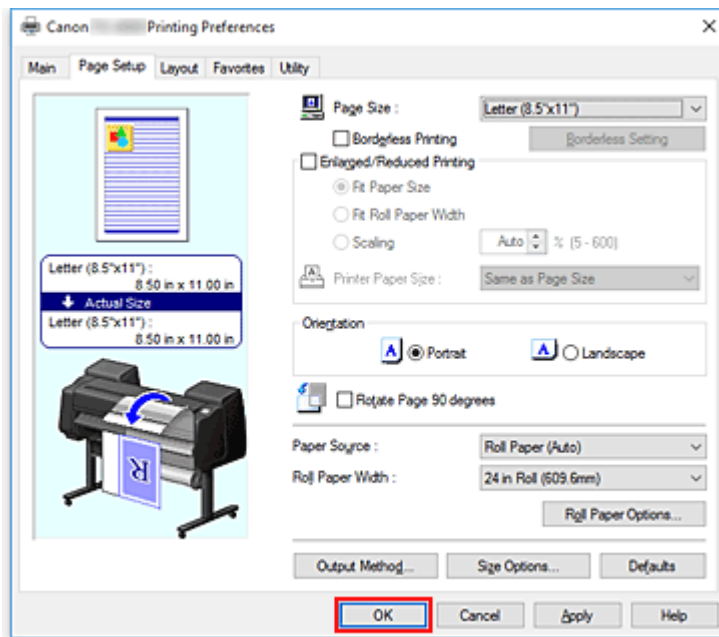 Canon Printing Preferences
Main Page Setup Layout Favorites Utility
Page Size : Letter (8.5"x11")
Borderless Printing Borderless Setting
Enlarged/Reduced Printing
Fit Paper Size
Fit Roll Paper Width
Scaling Auto % (5 - 600)
Printer Paper Size : Same as Page Size
Letter (8.5"x11") :
8.50 in x 11.00 in
Actual Size
Letter (8.5"x11") :
8.50 in x 11.00 in
Orientation
A Portrait A Landscape
Rotate Page 90 degrees
R
Paper Source : Roll Paper (Auto)
Roll Paper Width : 24 in Roll (609.6mm)
Roll Paper Options...
Output Method... Size Options... Defaults
OK Cancel Apply Help